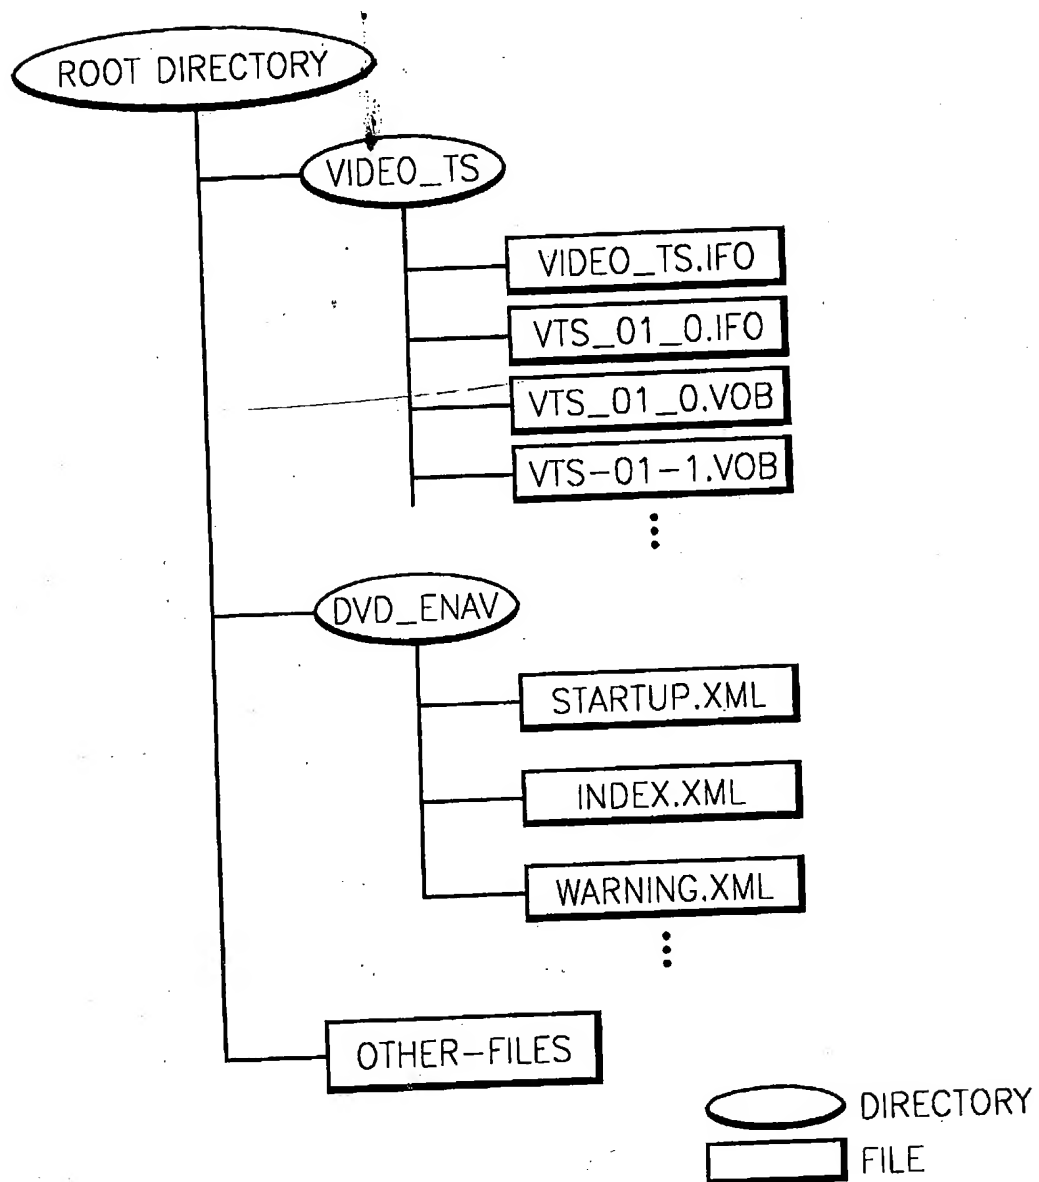 ROOT DIRECTORY
VIDEO_TS
VIDEO_TS.IFO
VTS_01_0.IFO
VTS_01_0.VOB
VTS-01-1.VOB
DVD_ENAV
STARTUP.XML
INDEX.XML
WARNING.XML
OTHER-FILES
DIRECTORY
FILE